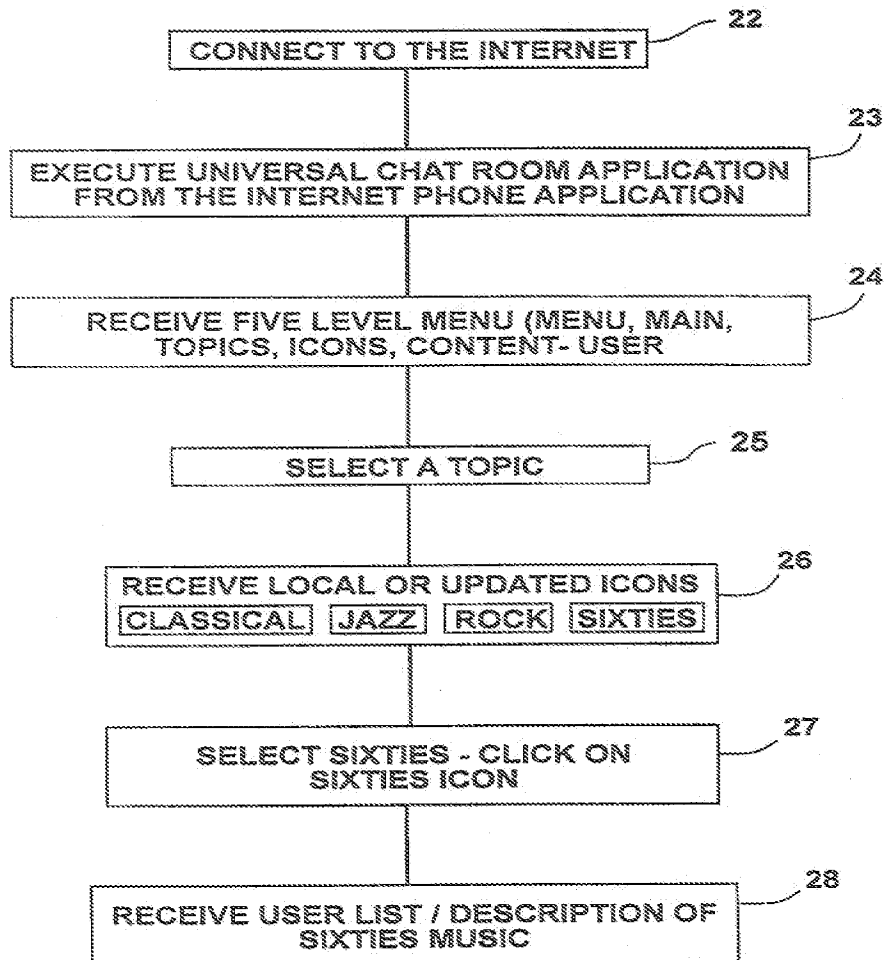 22
CONNECT TO THE INTERNET
23
EXECUTE UNIVERSAL CHAT ROOM APPLICATION
FROM THE INTERNET PHONE APPLICATION
24
RECEIVE FIVE LEVEL MENU (MENU, MAIN,
TOPICS, ICONS, CONTENT- USER
25
SELECT A TOPIC
26
RECEIVE LOCAL OR UPDATED ICONS
CLASSICAL JAZZ ROCK SIXTIES
27
SELECT SIXTIES - CLICK ON
SIXTIES ICON
28
RECEIVE USER LIST / DESCRIPTION OF
SIXTIES MUSIC